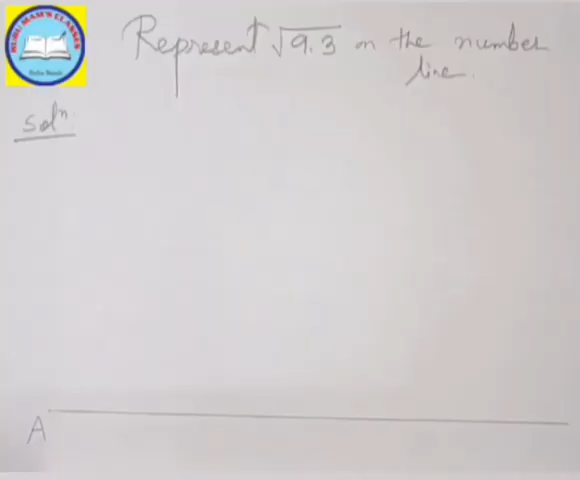 Represent √9.3 on the number
line.
Solⁿ.
A